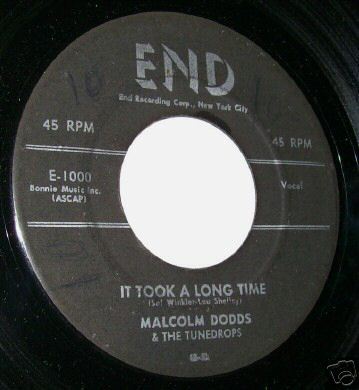 END
End Recording Corp., New York City
45 RPM
45 RPM
E-1000
Bonnie Music Inc.
(ASCAP)
Vocal
IT TOOK A LONG TIME
(Sol Winkler-Lou Shelley)
MALCOLM DODDS
& THE TUNEDROPS